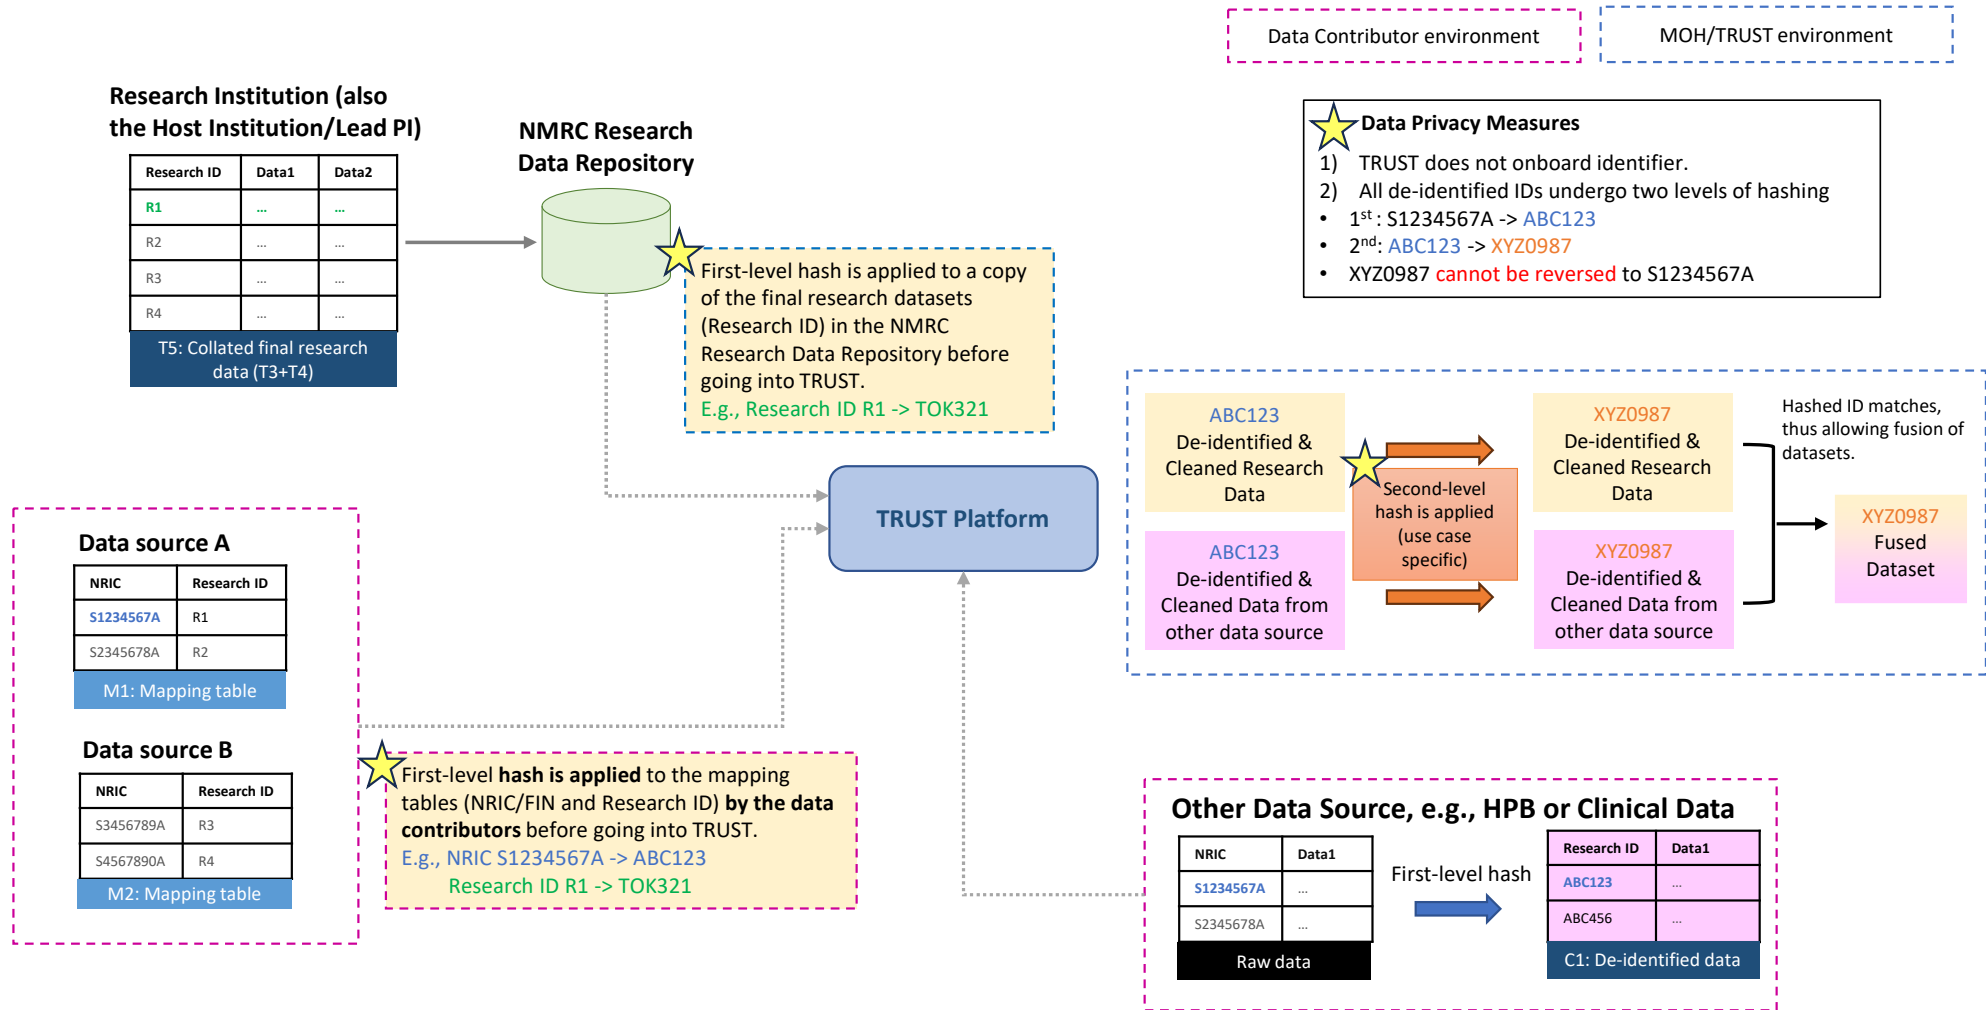 Data Contributor environment
MOH/TRUST environment
Research Institution (also
the Host Institution/Lead PI)
Research ID Data1 Data2
R1 ... ...
R2 ... ...
R3 ... ...
R4 ... ...
T5: Collated final research
data (T3+T4)
NMRC Research
Data Repository
First-level hash is applied to a copy
of the final research datasets
(Research ID) in the NMRC
Research Data Repository before
going into TRUST.
E.g., Research ID R1 -> TOK321
Data Privacy Measures
1) TRUST does not onboard identifier.
2) All de-identified IDs undergo two levels of hashing
• 1st : S1234567A -> ABC123
• 2nd: ABC123 -> XYZ0987
• XYZ0987 cannot be reversed to S1234567A
TRUST Platform
ABC123
De-identified &
Cleaned Research
Data
ABC123
De-identified &
Cleaned Data from
other data source
Second-level
hash is applied
(use case
specific)
XYZ0987
De-identified &
Cleaned Research
Data
XYZ0987
De-identified &
Cleaned Data from
other data source
Hashed ID matches,
thus allowing fusion of
datasets.
XYZ0987
Fused
Dataset
Data source A
NRIC Research ID
S1234567A R1
S2345678A R2
M1: Mapping table
Data source B
NRIC Research ID
S3456789A R3
S4567890A R4
M2: Mapping table
First-level hash is applied to the mapping
tables (NRIC/FIN and Research ID) by the data
contributors before going into TRUST.
E.g., NRIC S1234567A -> ABC123
Research ID R1 -> TOK321
Other Data Source, e.g., HPB or Clinical Data
NRIC Data1
S1234567A ...
S2345678A ...
Raw data
First-level hash
Research ID Data1
ABC123 ...
ABC456 ...
C1: De-identified data